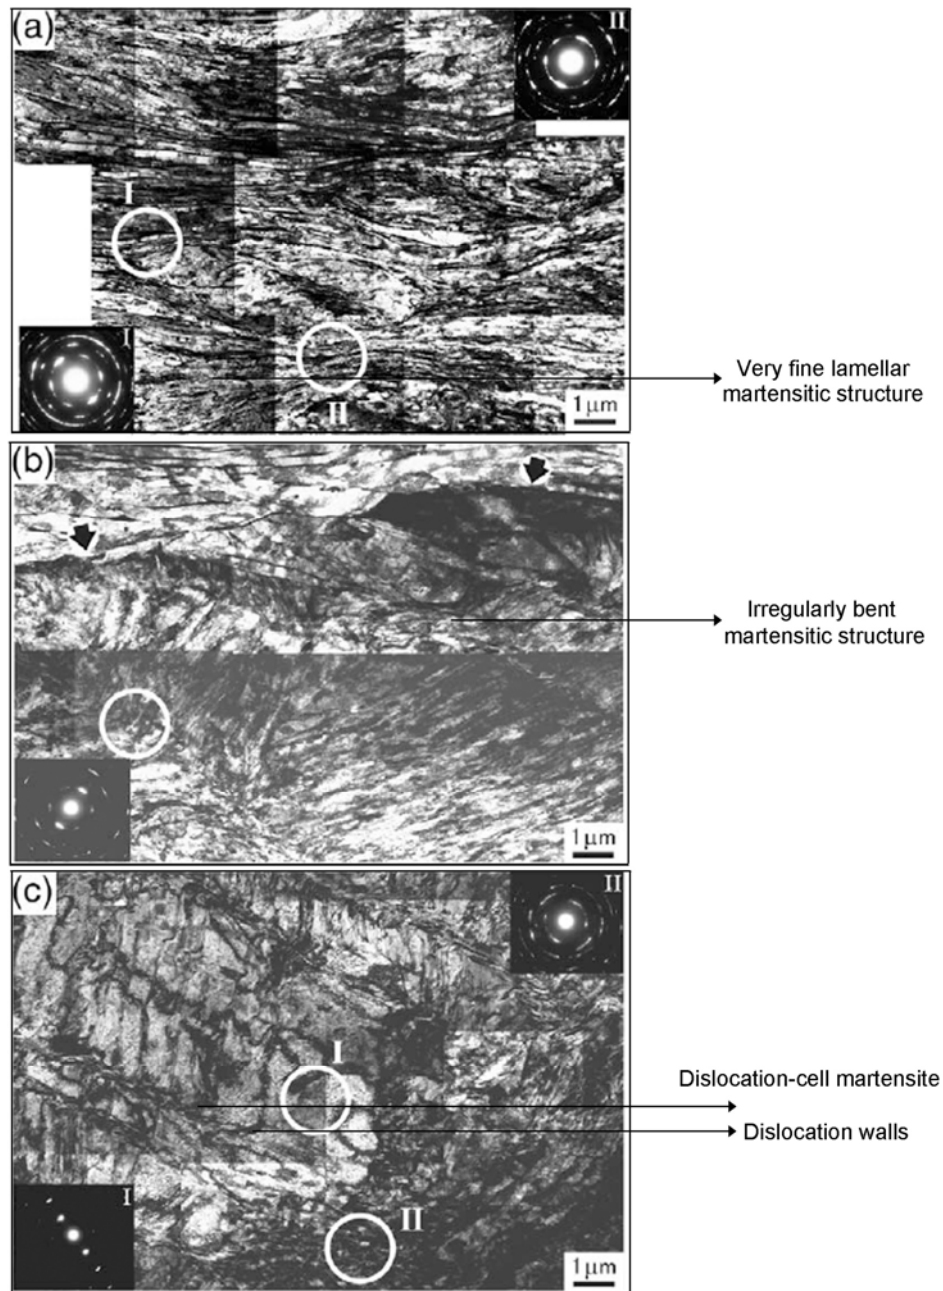 (a)
II
I
I
II
1 μm
Very fine lamellar
martensitic structure
(b)
Irregularly bent
martensitic structure
1 μm
(c)
II
I
Dislocation-cell martensite
Dislocation walls
I
II
1 μm